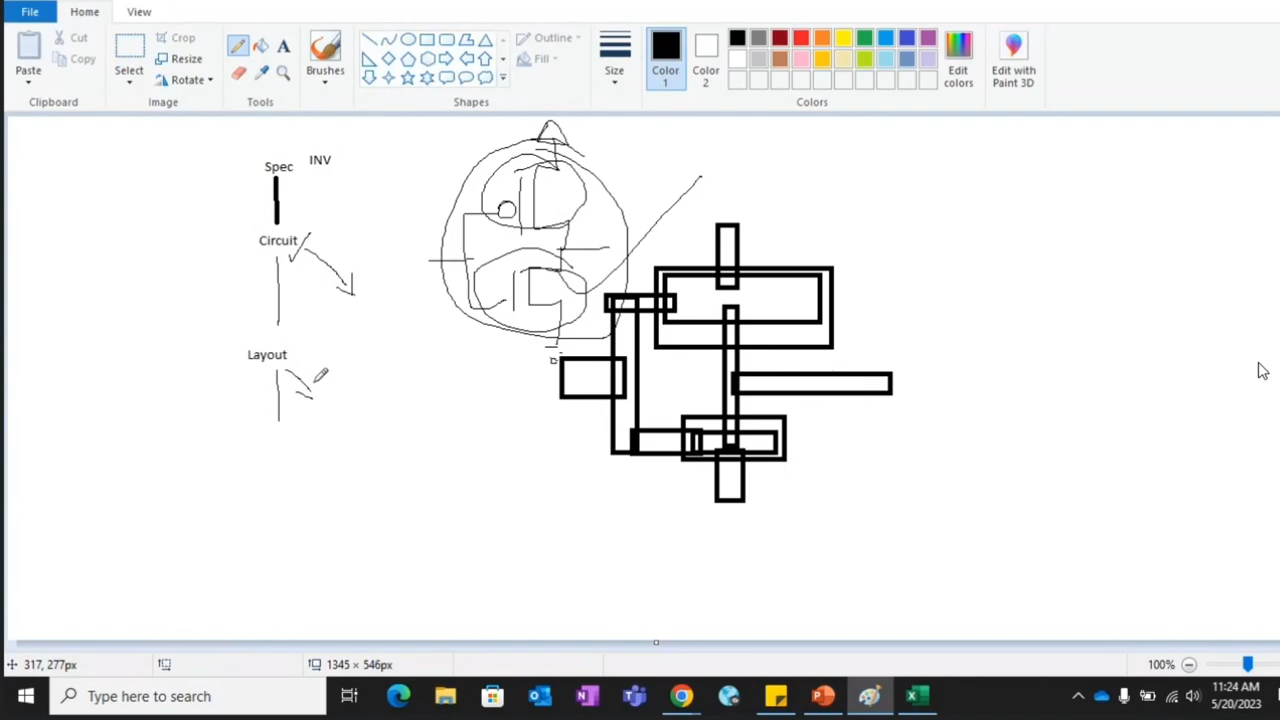 File
Home
View
Paste
Cut
Copy
Clipboard
Select
Crop
Resize
Rotate
Image
Tools
Brushes
Shapes
Outline
Fill
Size
Color 1
Color 2
Colors
Edit colors
Edit with Paint 3D
Spec
INV
Circuit
Layout
317, 277px
1345 × 546px
100%
Type here to search
11:24 AM
5/20/2023